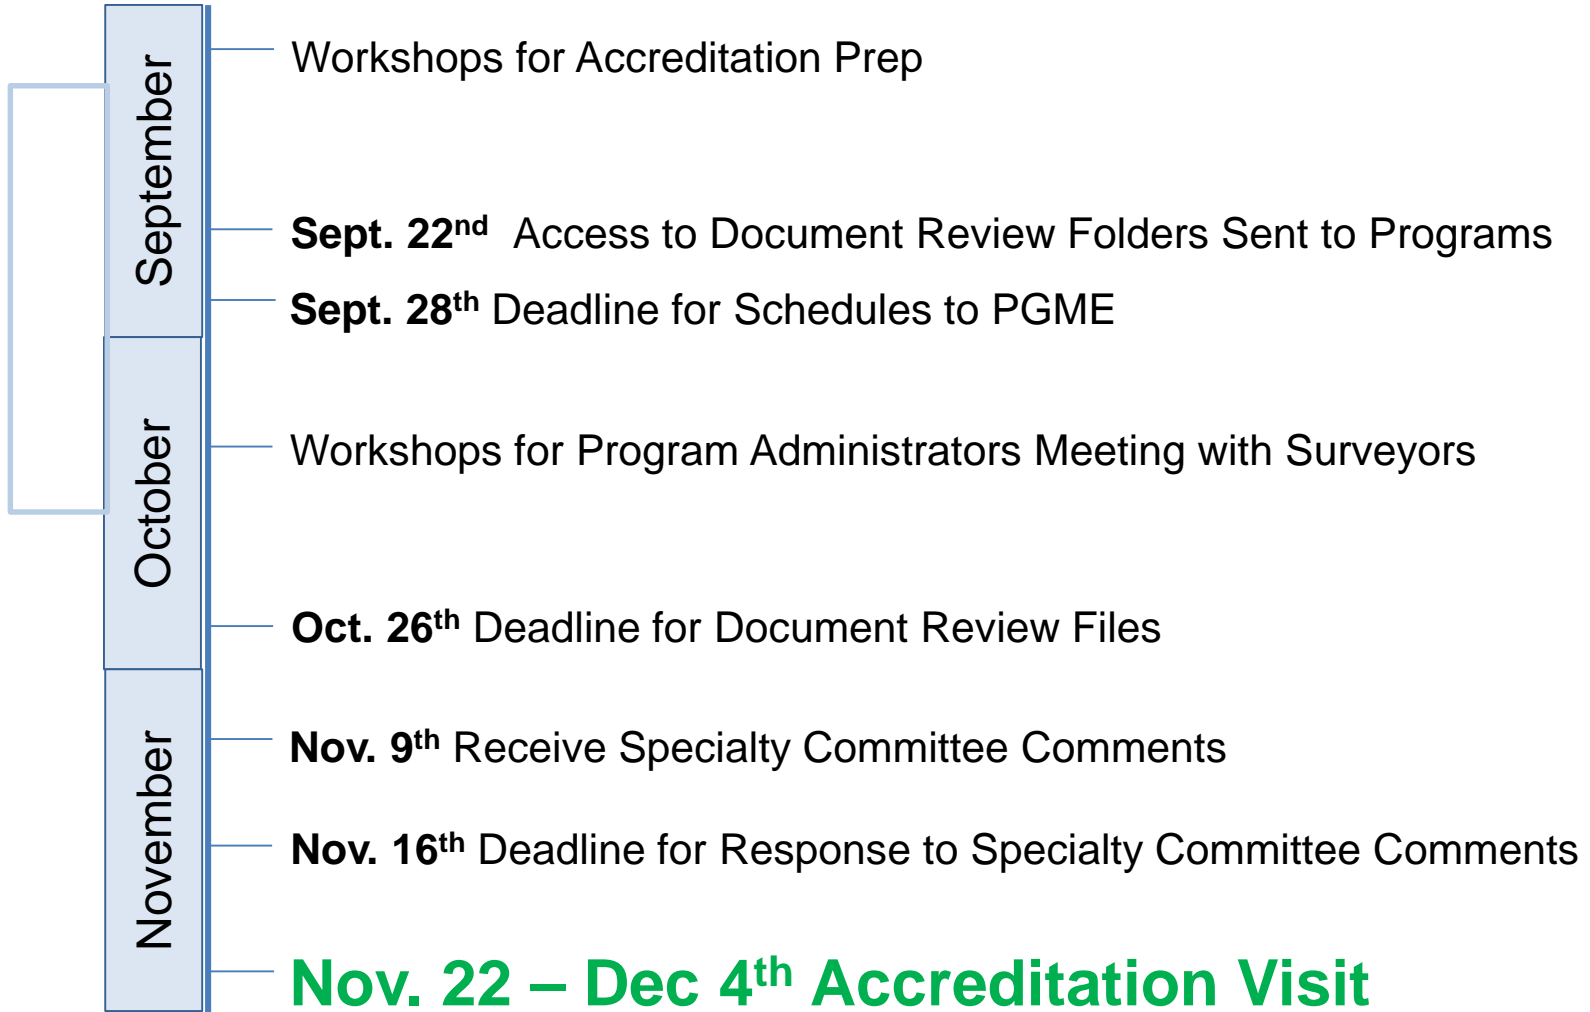 September
Workshops for Accreditation Prep
Sept. 22nd Access to Document Review Folders Sent to Programs
Sept. 28th Deadline for Schedules to PGME
October
Workshops for Program Administrators Meeting with Surveyors
Oct. 26th Deadline for Document Review Files
November
Nov. 9th Receive Specialty Committee Comments
Nov. 16th Deadline for Response to Specialty Committee Comments
Nov. 22 – Dec 4th Accreditation Visit